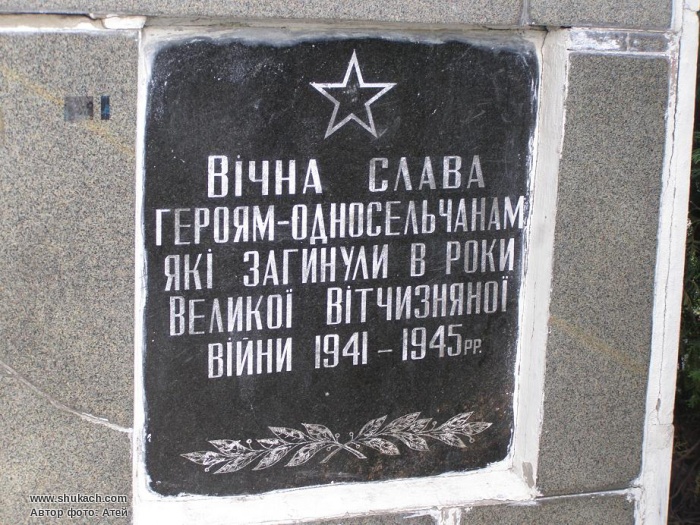 Вічна слава
героям-односельчанам
які загинули в роки
Великої Вітчизняної
війни 1941 – 1945рр.
www.shukach.com
Автор фото: Атей